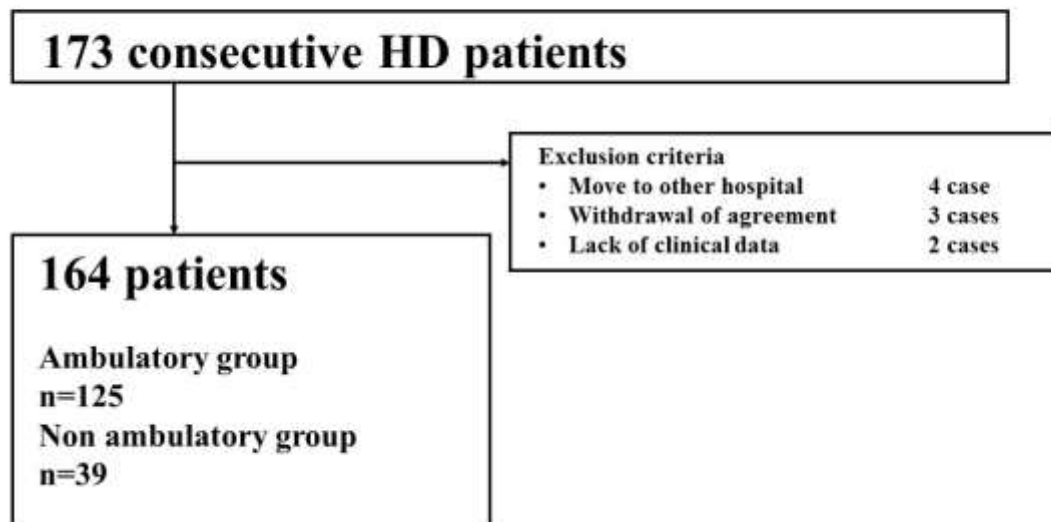 173 consecutive HD patients
Exclusion criteria
• Move to other hospital 4 case
• Withdrawal of agreement 3 cases
• Lack of clinical data 2 cases
164 patients
Ambulatory group
n=125
Non ambulatory group
n=39